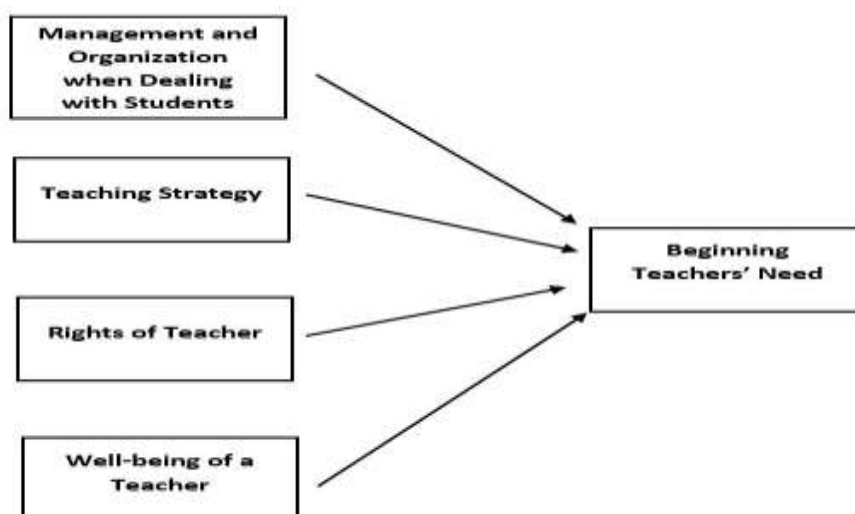 Management and
Organization
when Dealing
with Students
Teaching Strategy
Rights of Teacher
Well-being of a
Teacher
Beginning
Teachers’ Need